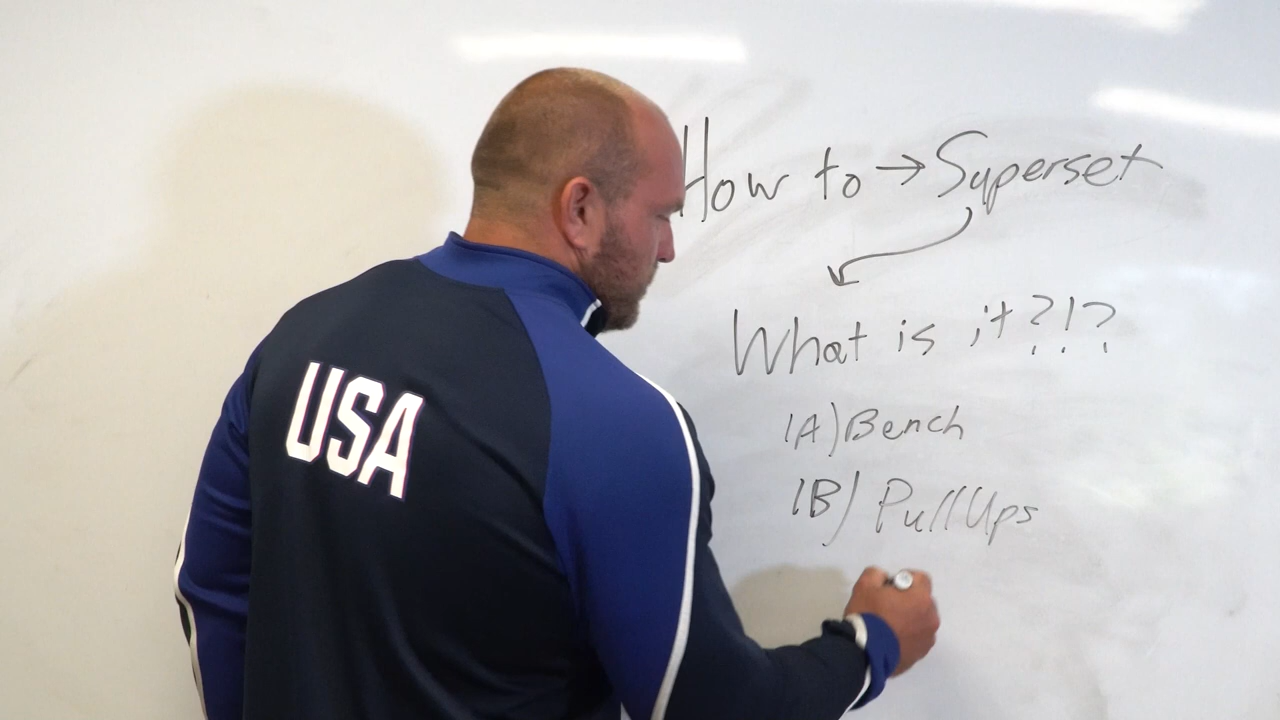 How to → Superset
What is it?!?
1A) Bench
1B) Pull Ups
USA